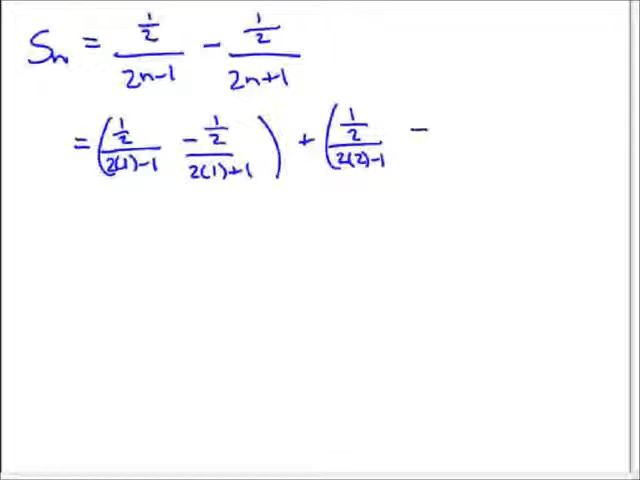 Sn = 1/2 / 2n-1 - 1/2 / 2n+1
= (1/2 / 2(1)-1 - 1/2 / 2(1)+1) + (1/2 / 2(2)-1 -